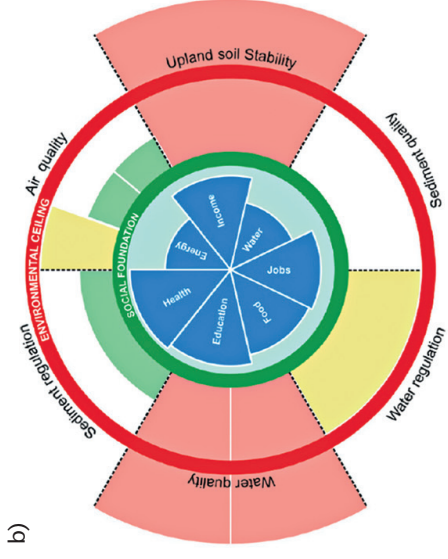 b)
ENVIRONMENTAL CEILING
SOCIAL FOUNDATION
Air quality
Upland soil Stability
Sediment quality
Water regulation
Water quality
Sediment regulation
Health
Energy
Income
Water
Jobs
Food
Education